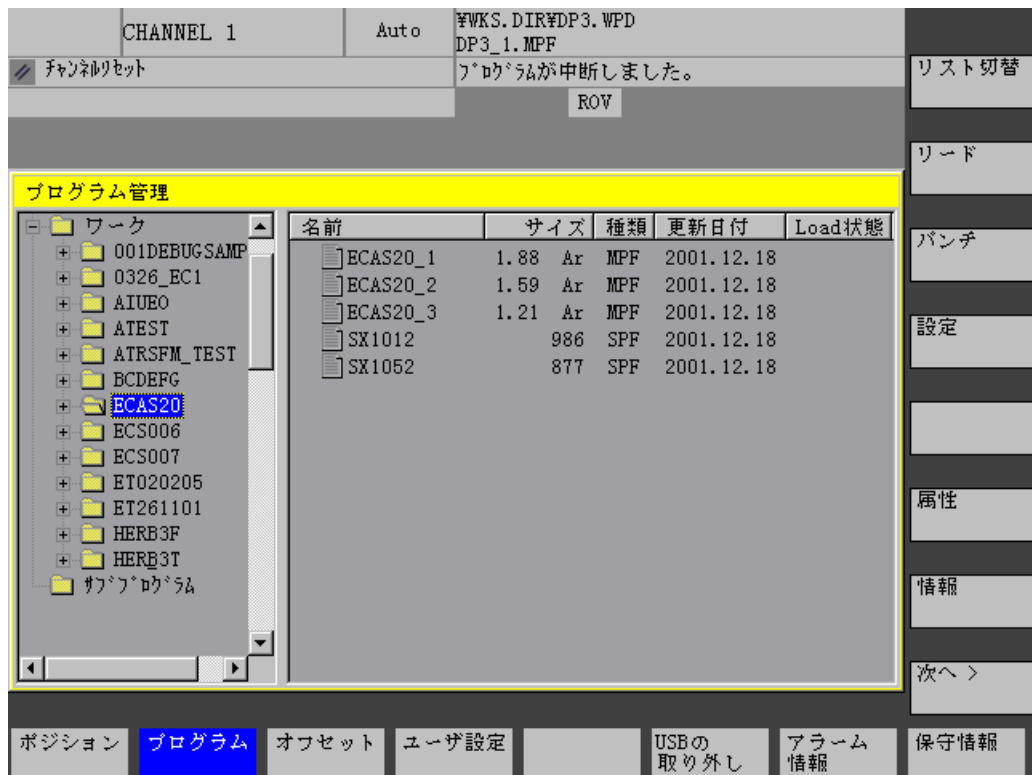 CHANNEL 1
Auto
¥WKS.DIR¥DP3.WPD
DP3_1.MPF
ﾁｬﾝﾈﾙﾘｾｯﾄ
ﾌﾟﾛｸﾞﾗﾑが中断しました。
ROV
プログラム管理
ワーク
001DEBUGSAMP
0326_EC1
AIUEO
ATEST
ATRSFM_TEST
BCDEFG
ECAS20
ECS006
ECS007
ET020205
ET261101
HERB3F
HERB3T
ｻﾌﾞﾌﾟﾛｸﾞﾗﾑ
名前 サイズ 種類 更新日付 Load状態
ECAS20_1 1.88 Ar MPF 2001.12.18
ECAS20_2 1.59 Ar MPF 2001.12.18
ECAS20_3 1.21 Ar MPF 2001.12.18
SX1012 986 SPF 2001.12.18
SX1052 877 SPF 2001.12.18
リスト切替
リード
パンチ
設定
属性
情報
次へ >
ポジション
プログラム
オフセット
ユーザ設定
USBの
取り外し
アラーム
情報
保守情報